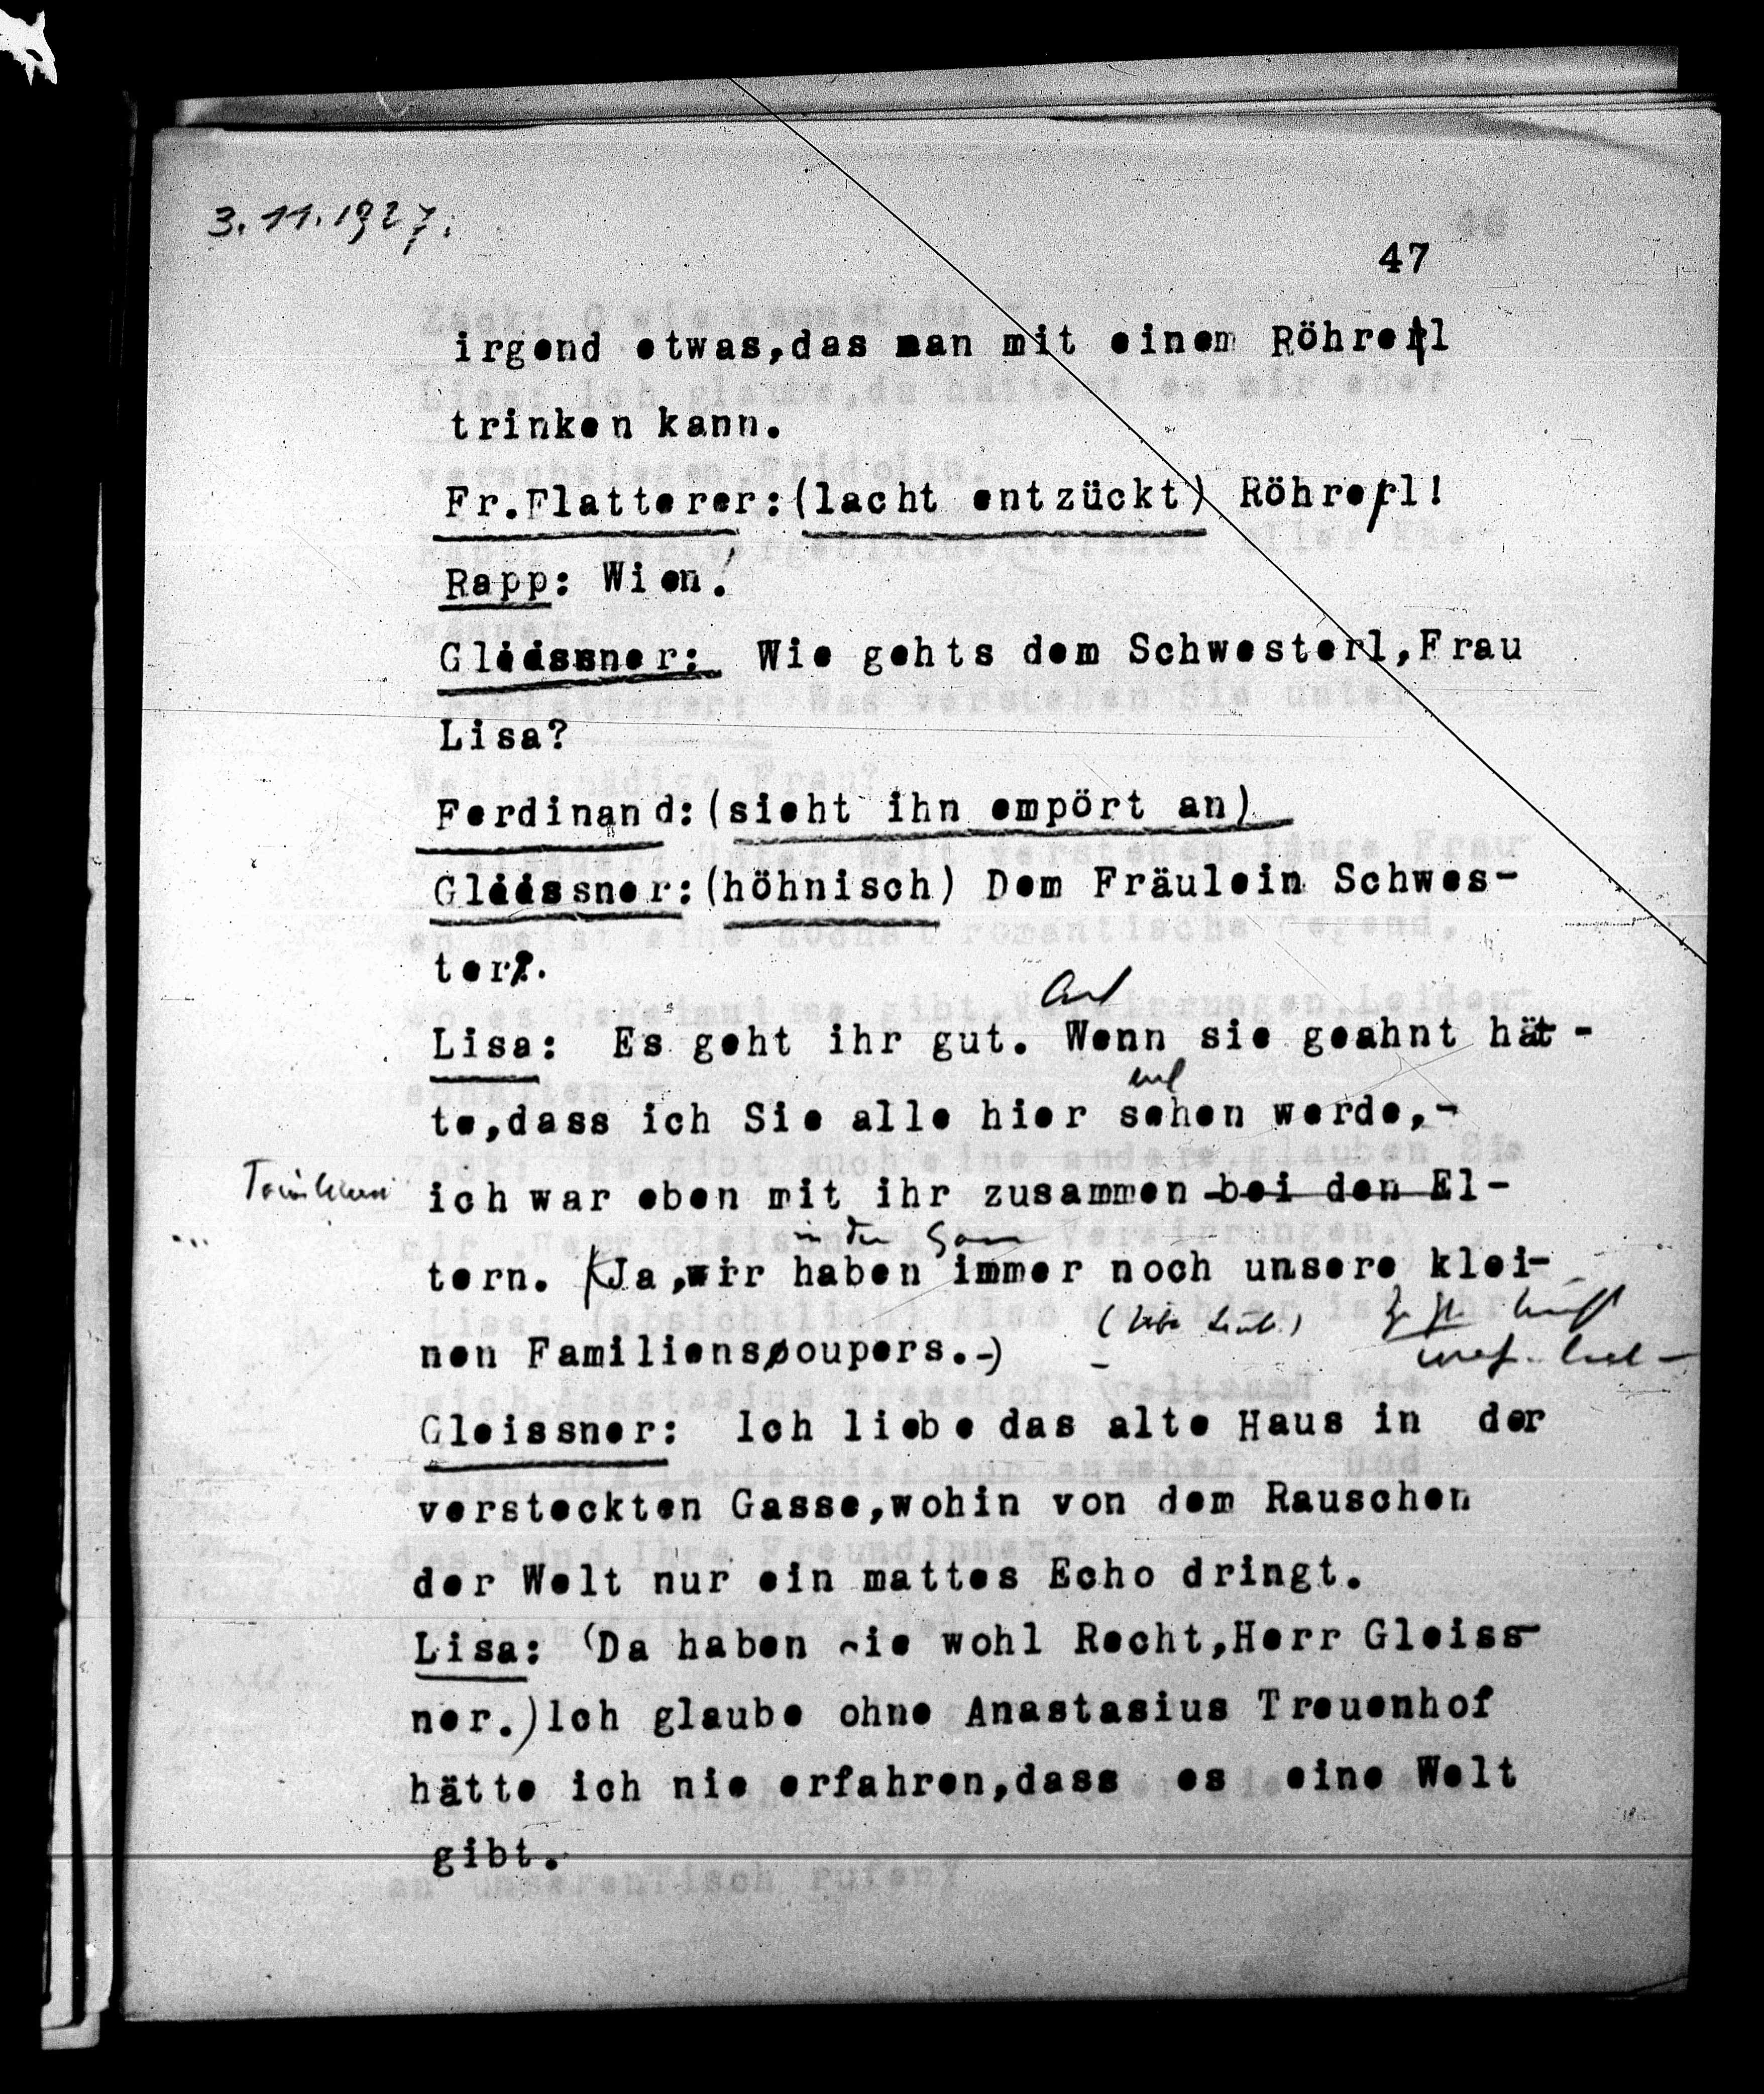 3.11.1927.
47
irgend etwas,das man mit einem Röhrerl
trinken kann.
Fr.Flatterer:(lacht entzückt) Röhrerl!
Rapp: Wien!
Gleissner: Wie gehts dem Schwesterl,Frau
Lisa?
Ferdinand:(sieht ihn empört an)
Gleissner:(höhnisch) Dem Fräulein Schwes-
ter.
Lisa: Es geht ihr gut. Wenn sie geahnt hät-
te,dass ich Sie alle hier sehen werde,-
ich war eben mit ihr zusammen bei den El-
in der
tern. (Ja,wir haben immer noch unsere klei-
nen Familiensoupers.-)
Gleissner: Ich liebe das alte Haus in der
versteckten Gasse,wohin von dem Rauschen
der Welt nur ein mattes Echo dringt.
Lisa: (Da haben Sie wohl Recht,Herr Gleiss-
ner.)Ich glaube ohne Anastasius Treuenhof
hätte ich nie erfahren,dass es eine Welt
gibt.